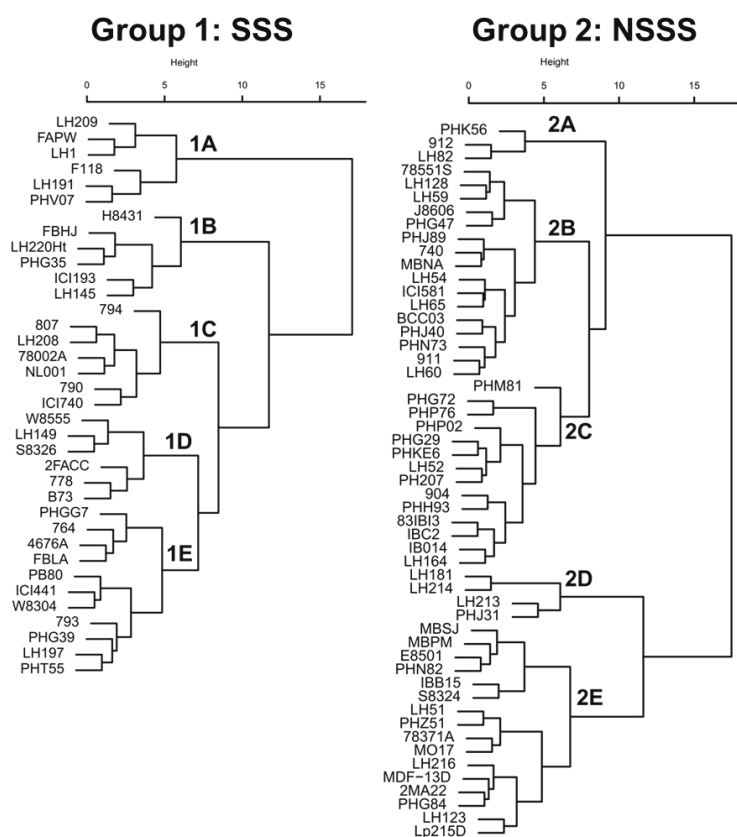 Group 1: SSS
Height
0 5 10 15
LH209
FAPW
LH1
1A
F118
LH191
PHV07
H8431
1B
FBHJ
LH220Ht
PHG35
ICI193
LH145
794
1C
807
LH208
78002A
NL001
790
ICI740
W8555
LH149
1D
S8326
2FACC
778
B73
PHGG7
764
4676A
1E
FBLA
PB80
ICI441
W8304
793
PHG39
LH197
PHT55
Group 2: NSSS
Height
0 5 10 15
2A
PHK56
912
LH82
78551S
LH128
LH59
J8606
PHG47
2B
PHJ89
740
MBNA
LH54
ICI581
LH65
BCC03
PHJ40
PHN73
911
LH60
PHM81
PHG72
PHP76
PHP02
2C
PHG29
PHKE6
LH52
PH207
904
PHH93
83IBI3
IBC2
IB014
LH164
LH181
2D
LH214
LH213
PHJ31
MBSJ
MBPM
E8501
PHN82
IBB15
S8324
2E
LH51
PHZ51
78371A
MO17
LH216
MDF−13D
2MA22
PHG84
LH123
Lp215D